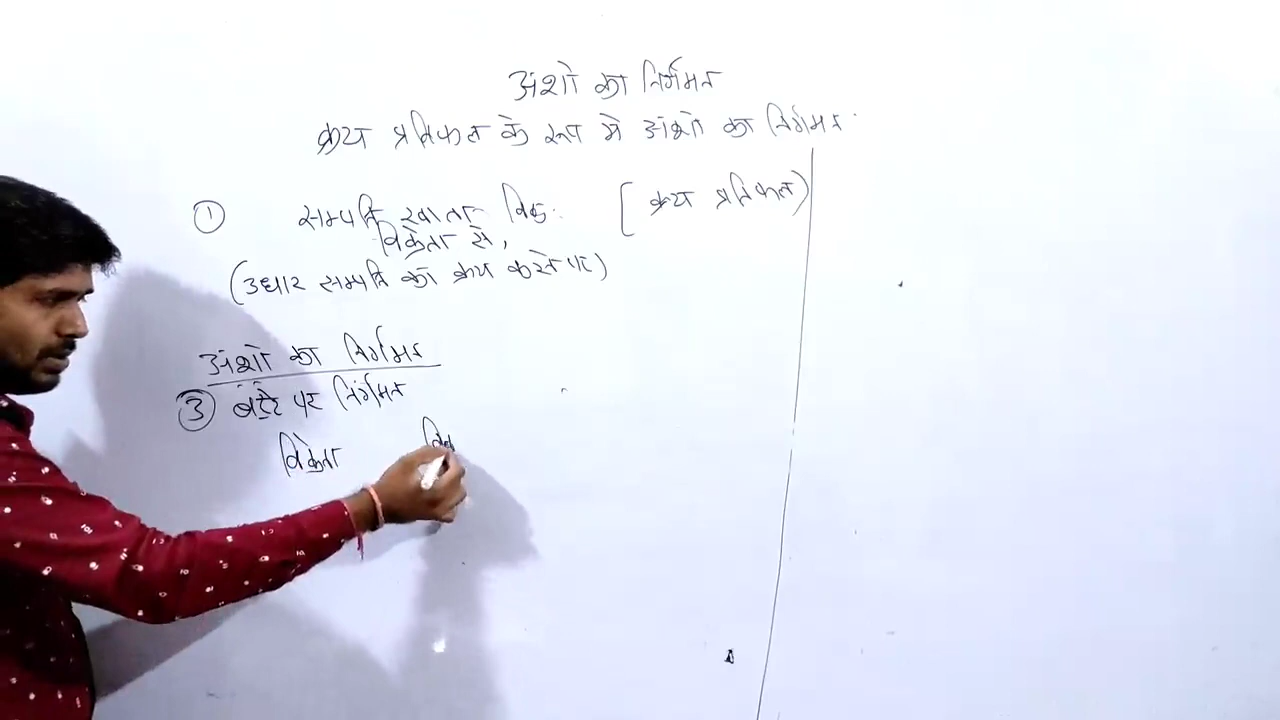 अंशो का निर्गमन
क्रय प्रतिफल के रूप मे अंशो का निर्गमन
① सम्पत्ति खाता विक. [क्रय प्रतिफल)
विक्रेता से,
(उधार सम्पत्ति को क्रय करने पर)
अंशो का निर्गमन
③ बट्टे पर निर्गमन
विक्रेता